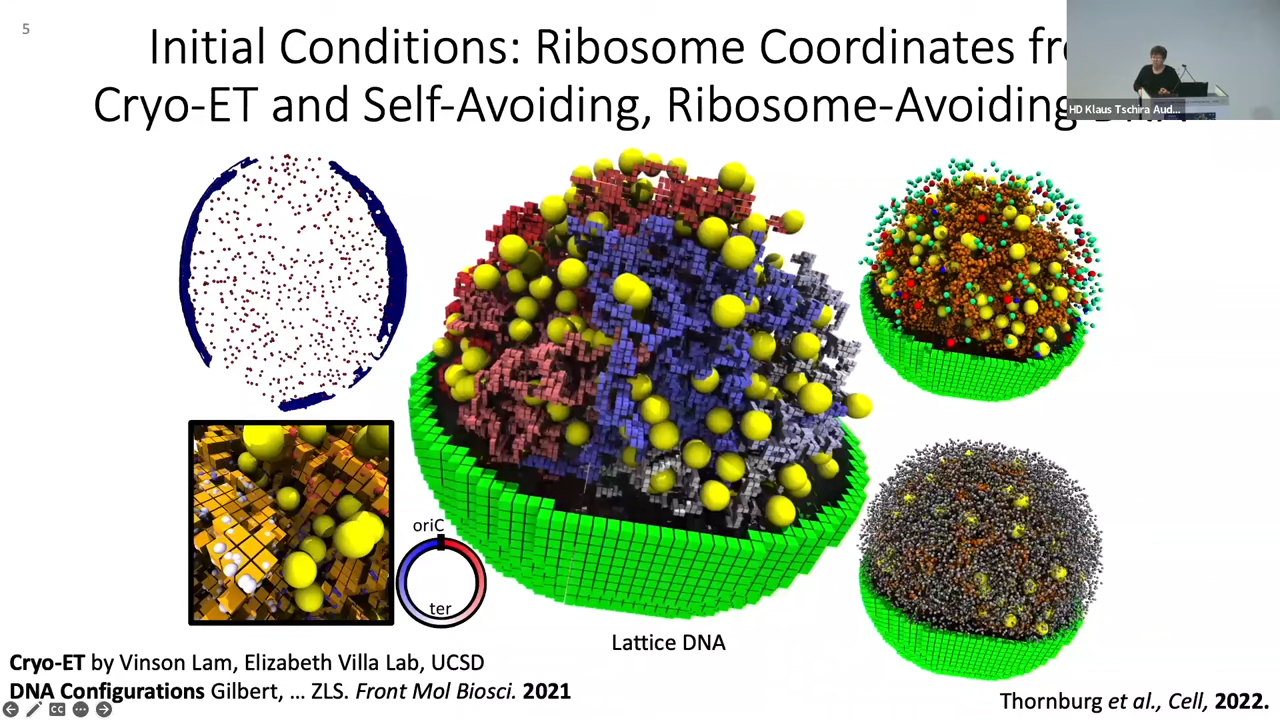 5
Initial Conditions: Ribosome Coordinates
Cryo-ET and Self-Avoiding, Ribosome-Avoiding
HD Klaus Tschira Aud...
oriC
ter
Lattice DNA
Cryo-ET by Vinson Lam, Elizabeth Villa Lab, UCSD
DNA Configurations Gilbert, ... ZLS. Front Mol Biosci. 2021
Thornburg et al., Cell, 2022.